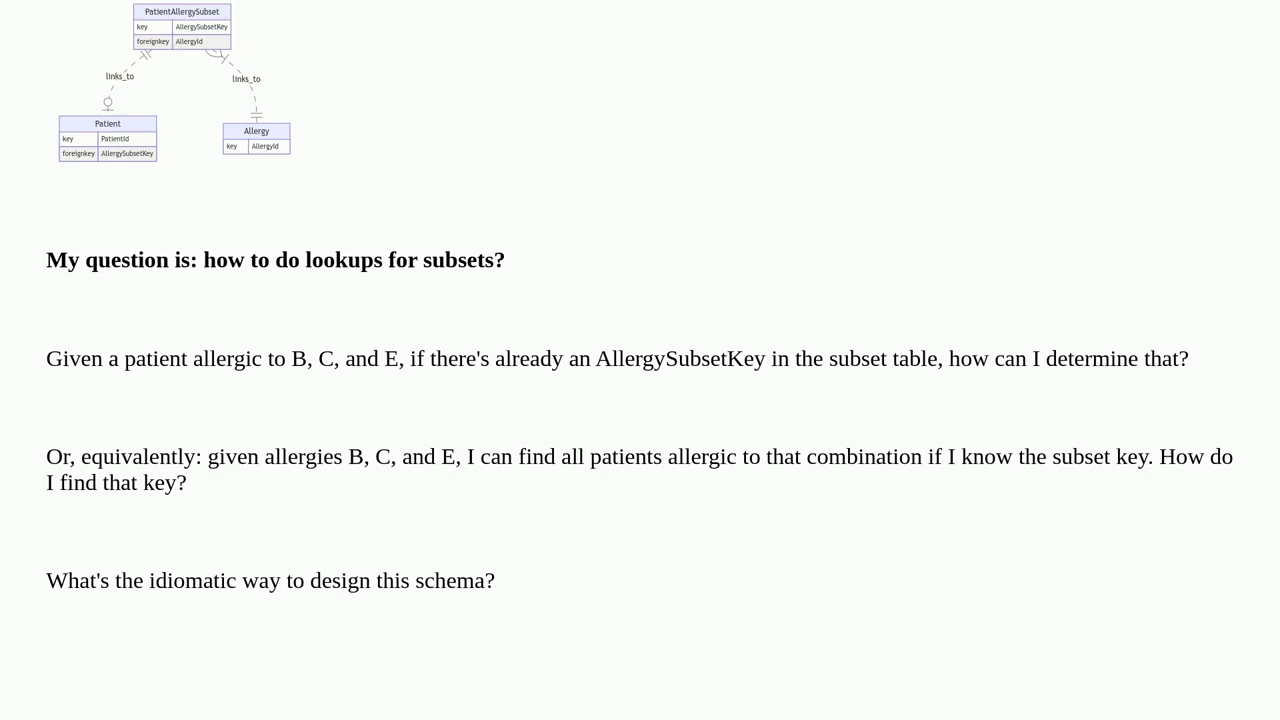 PatientAllergySubset
key AllergySubsetKey
foreignkey AllergyId
links_to links_to
Patient
key PatientId
foreignkey AllergySubsetKey
Allergy
key AllergyId
My question is: how to do lookups for subsets?
Given a patient allergic to B, C, and E, if there's already an AllergySubsetKey in the subset table, how can I determine that?
Or, equivalently: given allergies B, C, and E, I can find all patients allergic to that combination if I know the subset key. How do
I find that key?
What's the idiomatic way to design this schema?